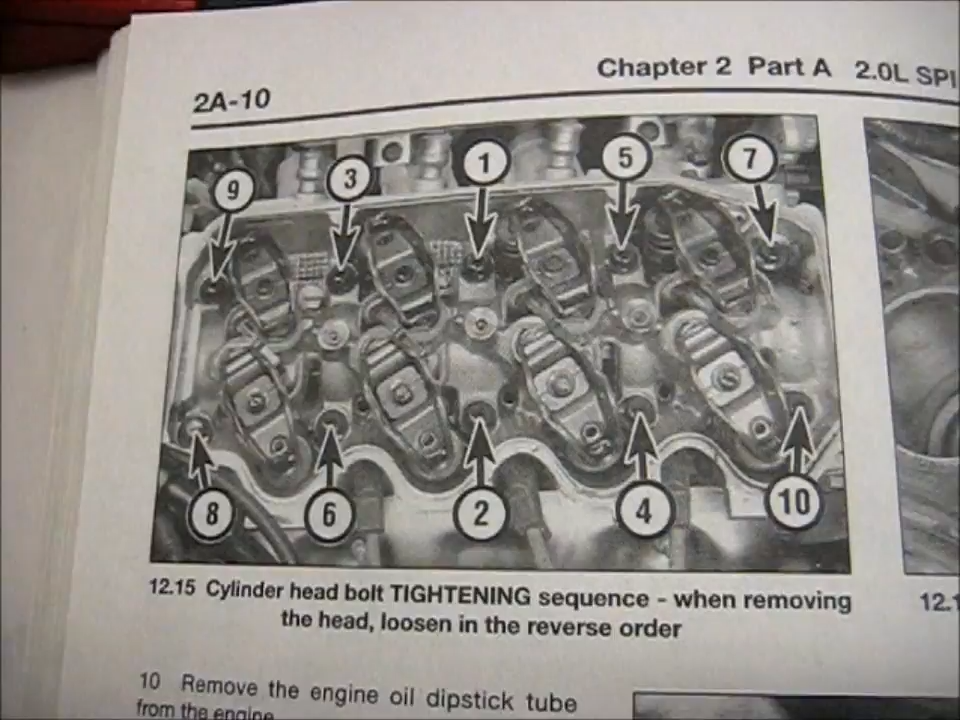 Chapter 2 Part A 2.0L SPI
2A-10
9
3
1
5
7
8
6
2
4
10
12.15 Cylinder head bolt TIGHTENING sequence - when removing
the head, loosen in the reverse order
12.1
10 Remove the engine oil dipstick tube
from the engine